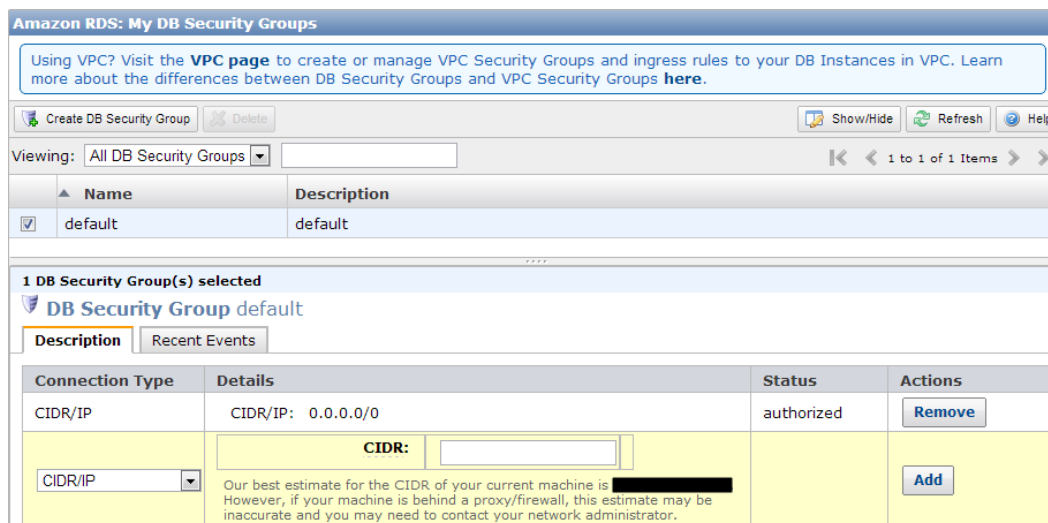 Amazon RDS: My DB Security Groups
Using VPC? Visit the VPC page to create or manage VPC Security Groups and ingress rules to your DB Instances in VPC. Learn
more about the differences between DB Security Groups and VPC Security Groups here.
Create DB Security Group Delete Show/Hide Refresh Help
Viewing: All DB Security Groups 1 to 1 of 1 Items
Name Description
default default
1 DB Security Group(s) selected
DB Security Group default
Description Recent Events
Connection Type Details Status Actions
CIDR/IP CIDR/IP: 0.0.0.0/0 authorized Remove
CIDR:
CIDR/IP Add
Our best estimate for the CIDR of your current machine is
However, if your machine is behind a proxy/firewall, this estimate may be
inaccurate and you may need to contact your network administrator.